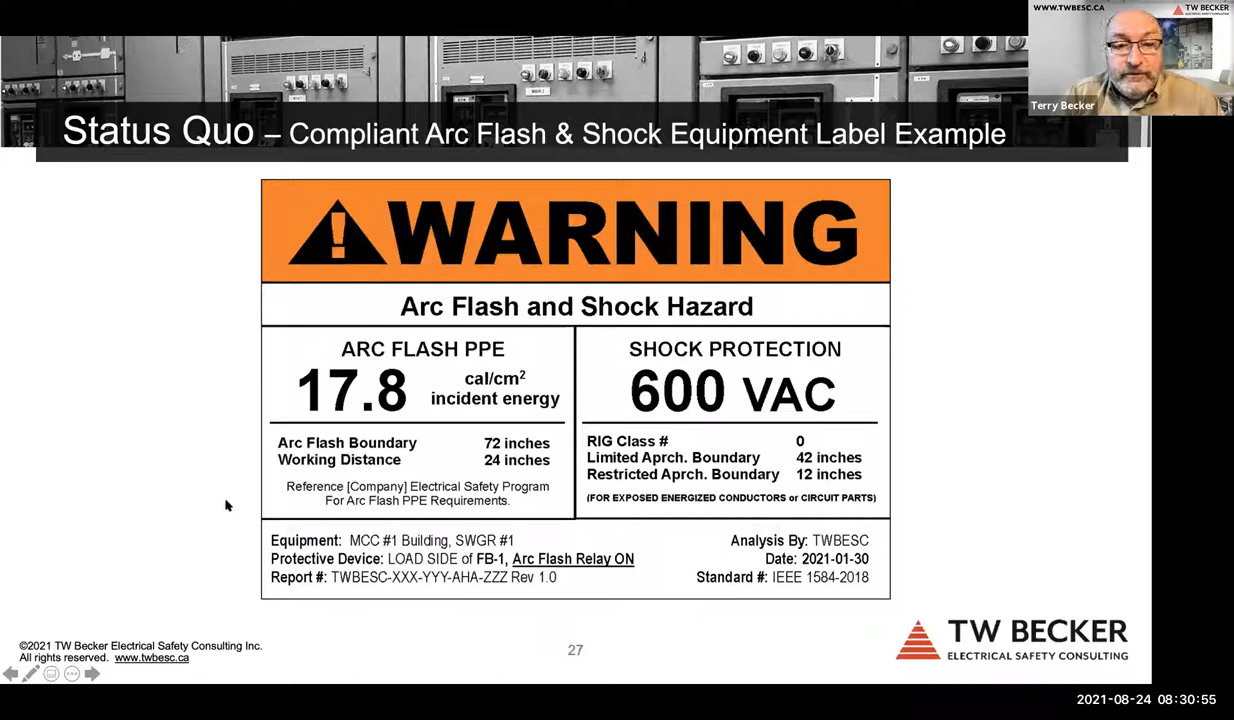 WWW.TWBESC.CA
TW BECKER
ELECTRICAL SAFETY CONSULTING
Terry Becker
Status Quo – Compliant Arc Flash & Shock Equipment Label Example
WARNING
Arc Flash and Shock Hazard
ARC FLASH PPE
17.8 cal/cm² incident energy
Arc Flash Boundary 72 inches
Working Distance 24 inches
Reference [Company] Electrical Safety Program
For Arc Flash PPE Requirements.
SHOCK PROTECTION
600 VAC
RIG Class # 0
Limited Aprch. Boundary 42 inches
Restricted Aprch. Boundary 12 inches
(FOR EXPOSED ENERGIZED CONDUCTORS or CIRCUIT PARTS)
Equipment: MCC #1 Building, SWGR #1
Protective Device: LOAD SIDE of FB-1, Arc Flash Relay ON
Report #: TWBESC-XXX-YYY-AHA-ZZZ Rev 1.0
Analysis By: TWBESC
Date: 2021-01-30
Standard #: IEEE 1584-2018
©2021 TW Becker Electrical Safety Consulting Inc.
All rights reserved. www.twbesc.ca
27
TW BECKER
ELECTRICAL SAFETY CONSULTING
2021-08-24 08:30:55